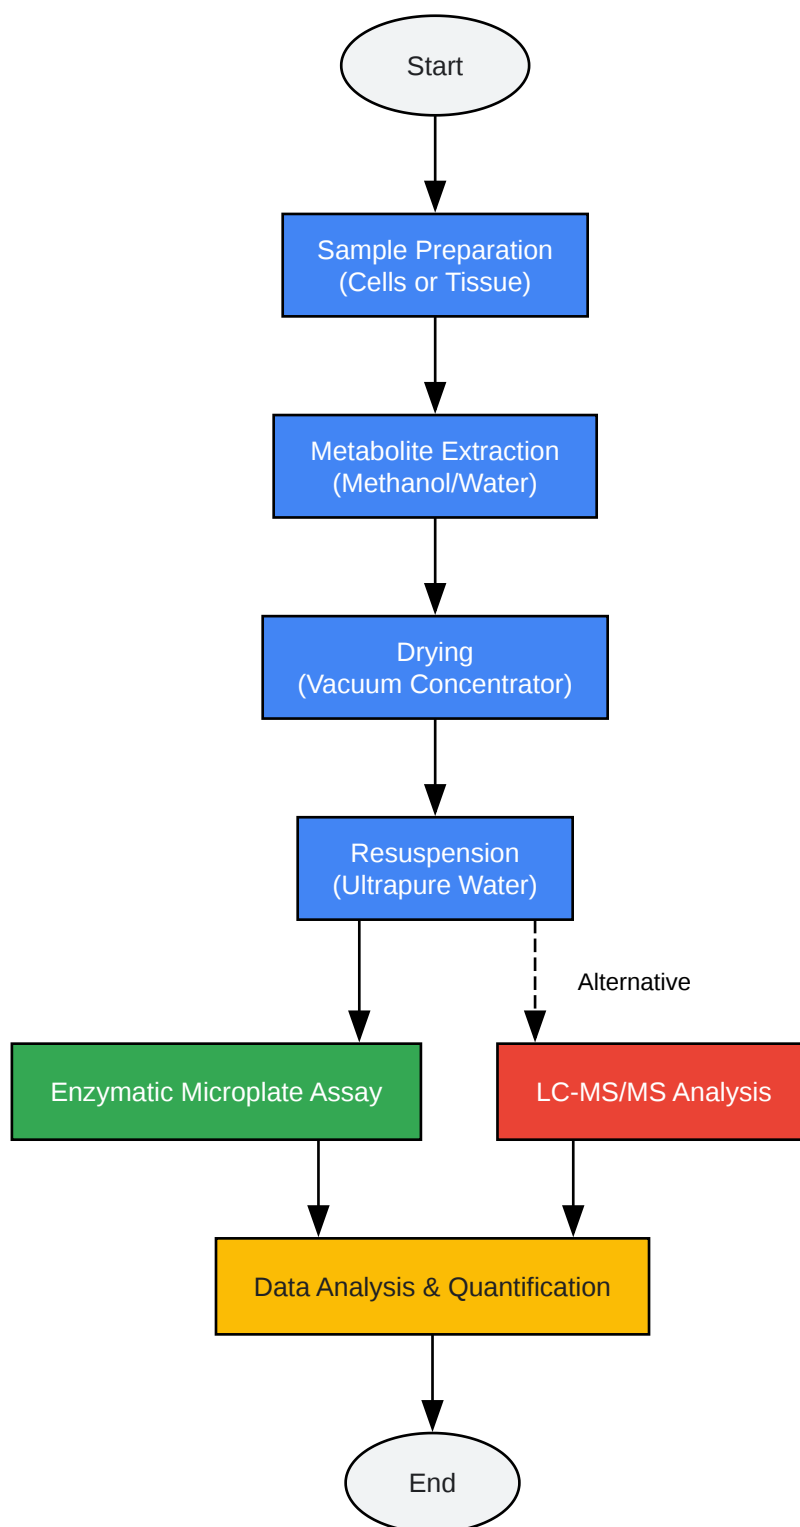 Start
Sample Preparation
(Cells or Tissue)
Metabolite Extraction
(Methanol/Water)
Drying
(Vacuum Concentrator)
Resuspension
(Ultrapure Water)
Alternative
Enzymatic Microplate Assay
LC-MS/MS Analysis
Data Analysis & Quantification
End